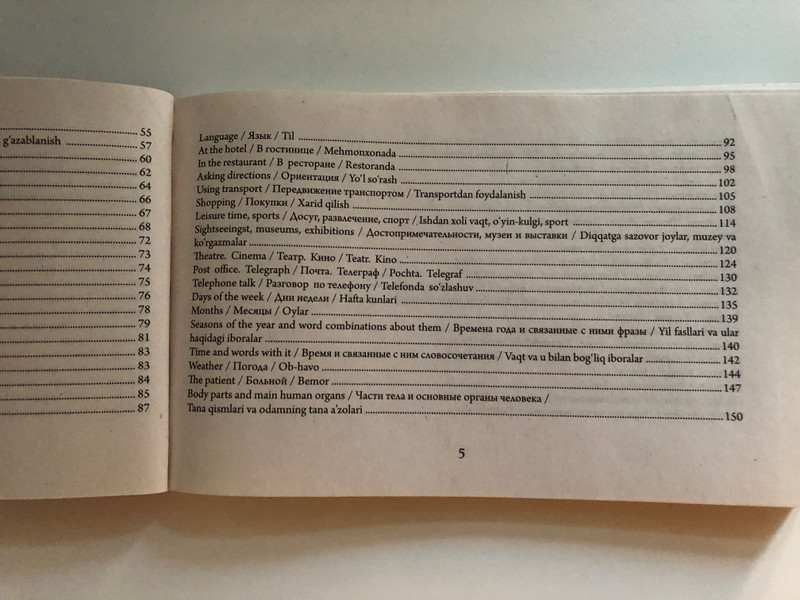 55
g'azablanish 57
60
62
64
66
67
68
72
73
74
75
76
78
79
81
83
83
84
85
87
Language / Язык / Til 92
At the hotel / В гостинице / Mehmonxonada 95
In the restaurant / В ресторане / Restoranda 98
Asking directions / Ориентация / Yo'l so'rash 102
Using transport / Передвижение транспортом / Transportdan foydalanish 105
Shopping / Покупки / Xarid qilish 108
Leisure time, sports / Досуг, развлечение, спорт / Ishdan xoli vaqt, o'yin-kulgi, sport 114
Sightseeingst, museums, exhibitions / Достопримечательности, музеи и выставки / Diqqatga sazovor joylar, muzey va
ko'rgazmalar 120
Theatre. Cinema / Театр. Кино / Teatr. Kino 124
Post office. Telegraph / Почта. Телеграф / Pochta. Telegraf 130
Telephone talk / Разговор по телефону / Telefonda so'zlashuv 132
Days of the week / Дни недели / Hafta kunlari 135
Months / Месяцы / Oylar 139
Seasons of the year and word combinations about them / Времена года и связанные с ними фразы / Yil fasllari va ular
haqidagi iboralar 140
Time and words with it / Время и связанные с ним словосочетания / Vaqt va u bilan bog'liq iboralar 142
Weather / Погода / Ob-havo 144
The patient / Больной / Bemor 147
Body parts and main human organs / Части тела и основные органы человека /
Tana qismlari va odamning tana a'zolari 150
5